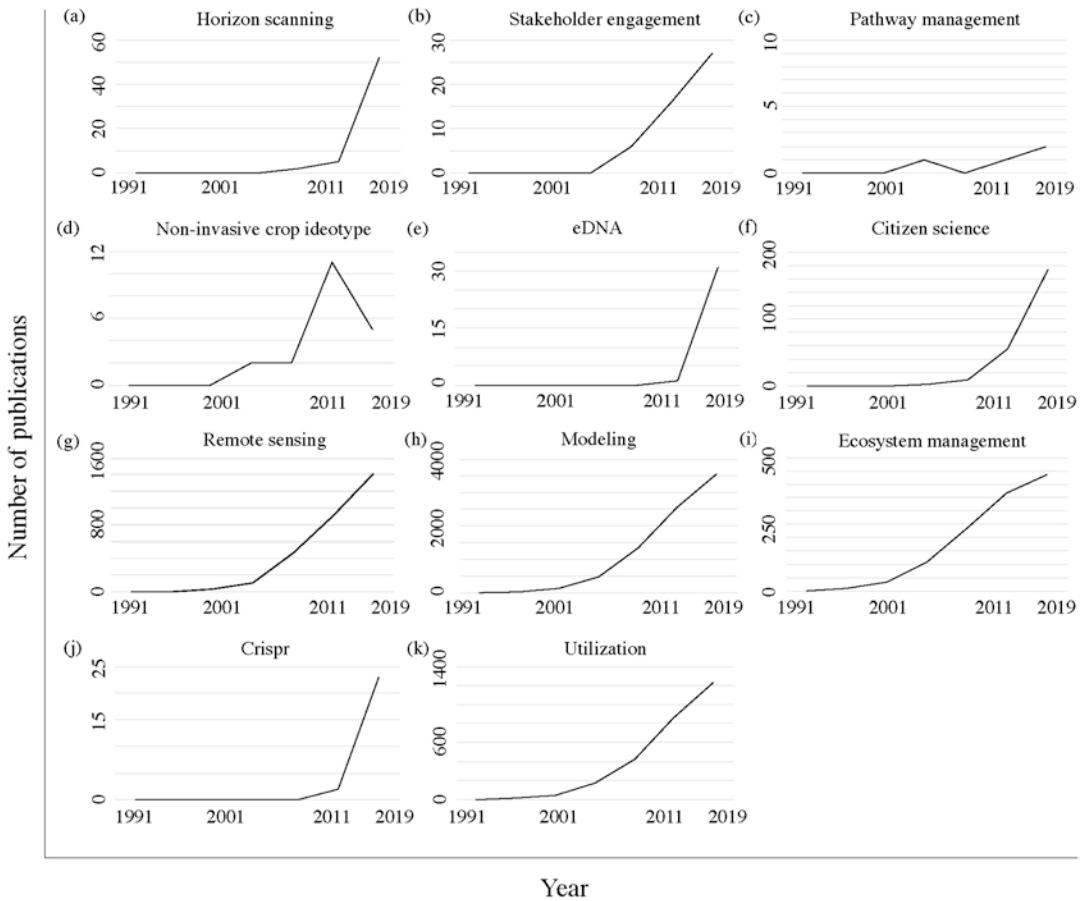 (a) Horizon scanning
60
40
20
0
1991 2001 2011 2019
(b) Stakeholder engagement
30
20
10
0
1991 2001 2011 2019
(c) Pathway management
10
5
0
1991 2001 2011 2019
(d) Non-invasive crop ideotype
12
6
0
1991 2001 2011 2019
(e) eDNA
30
15
0
1991 2001 2011 2019
(f) Citizen science
200
100
0
1991 2001 2011 2019
(g) Remote sensing
1600
800
0
1991 2001 2011 2019
(h) Modeling
4000
2000
0
1991 2001 2011 2019
(i) Ecosystem management
500
250
0
1991 2001 2011 2019
(j) Crispr
25
15
0
1991 2001 2011 2019
(k) Utilization
1400
600
0
1991 2001 2011 2019
Number of publications
Year